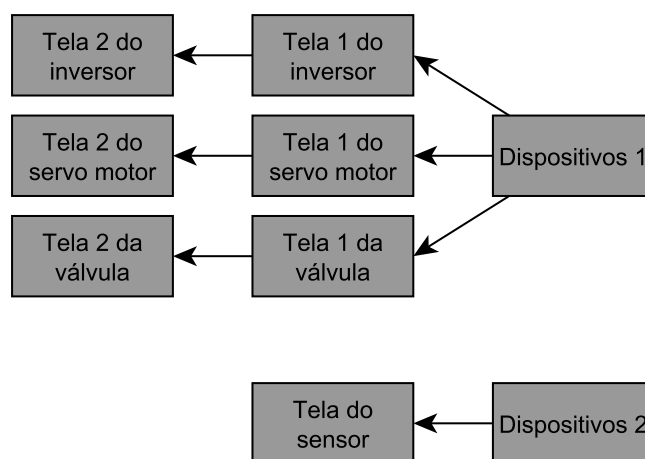 Tela 2 do
inversor
Tela 1 do
inversor
Tela 2 do
servo motor
Tela 1 do
servo motor
Dispositivos 1
Tela 2 da
válvula
Tela 1 da
válvula
Tela do
sensor
Dispositivos 2